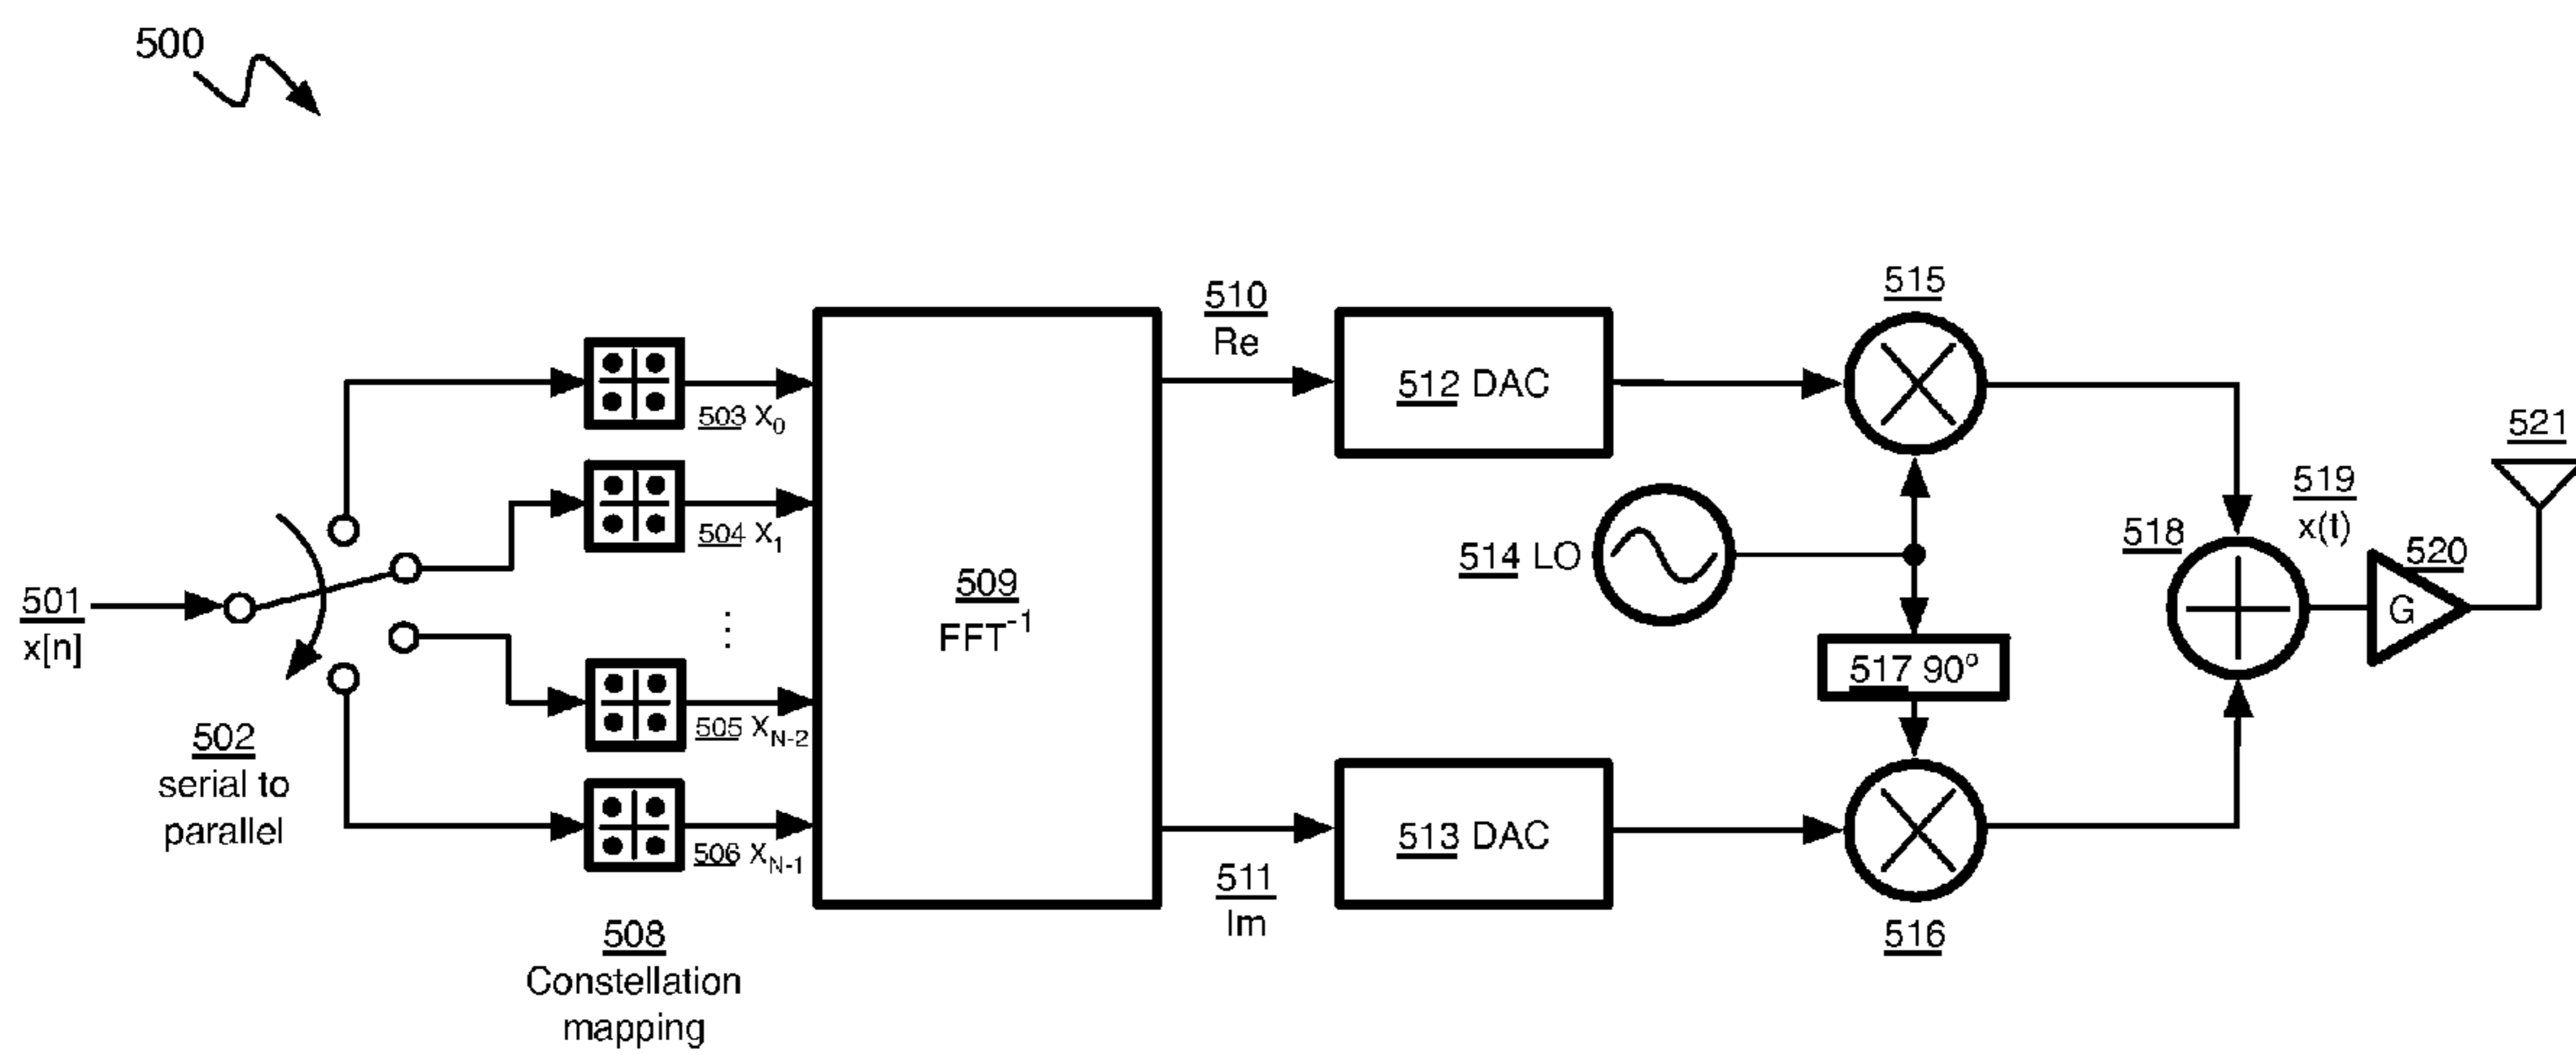 500
501
x[n]
502
serial to
parallel
503 X0
504 X1
⋮
505 XN-2
506 XN-1
508
Constellation
mapping
509
FFT-1
510
Re
511
Im
512 DAC
513 DAC
514 LO
515
517 90º
516
518
519
x(t)
520
G
521